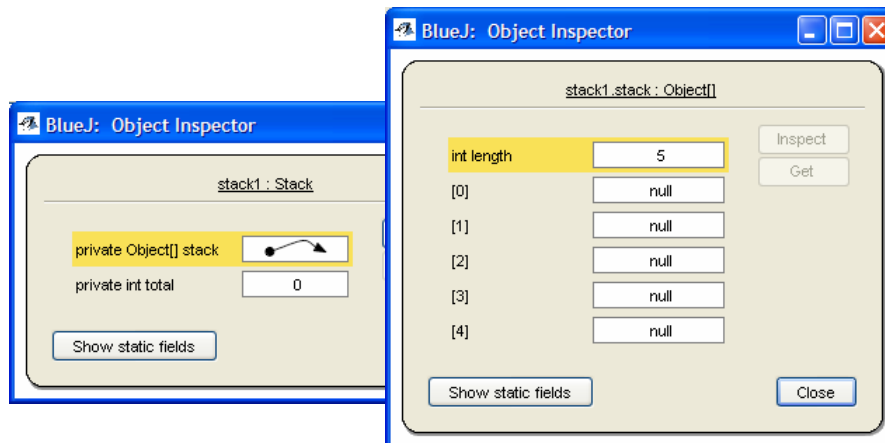 BlueJ: Object Inspector
stack1 : Stack
private Object[] stack
private int total 0
Show static fields
BlueJ: Object Inspector
stack1.stack : Object[]
int length 5
Inspect
Get
[0] null
[1] null
[2] null
[3] null
[4] null
Show static fields Close